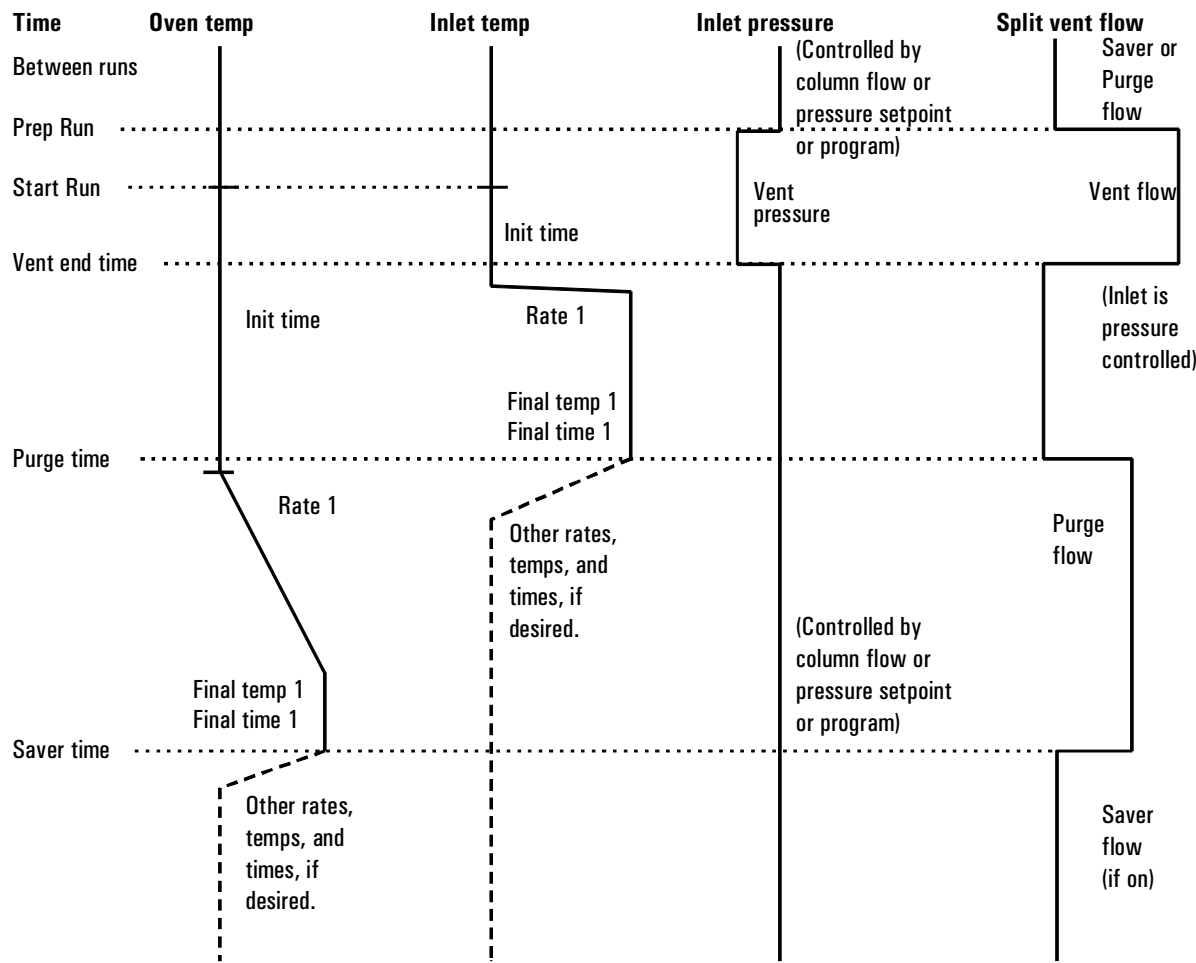 Time
Oven temp
Inlet temp
Inlet pressure
Split vent flow
Between runs
(Controlled by
column flow or
pressure setpoint
or program)
Saver or
Purge
flow
Prep Run
Start Run
Vent
pressure
Vent flow
Init time
Vent end time
Init time
Rate 1
(Inlet is
pressure
controlled)
Final temp 1
Final time 1
Purge time
Rate 1
Other rates,
temps, and
times, if
desired.
Purge
flow
(Controlled by
column flow or
pressure setpoint
or program)
Final temp 1
Final time 1
Saver time
Other rates,
temps, and
times, if
desired.
Saver
flow
(if on)